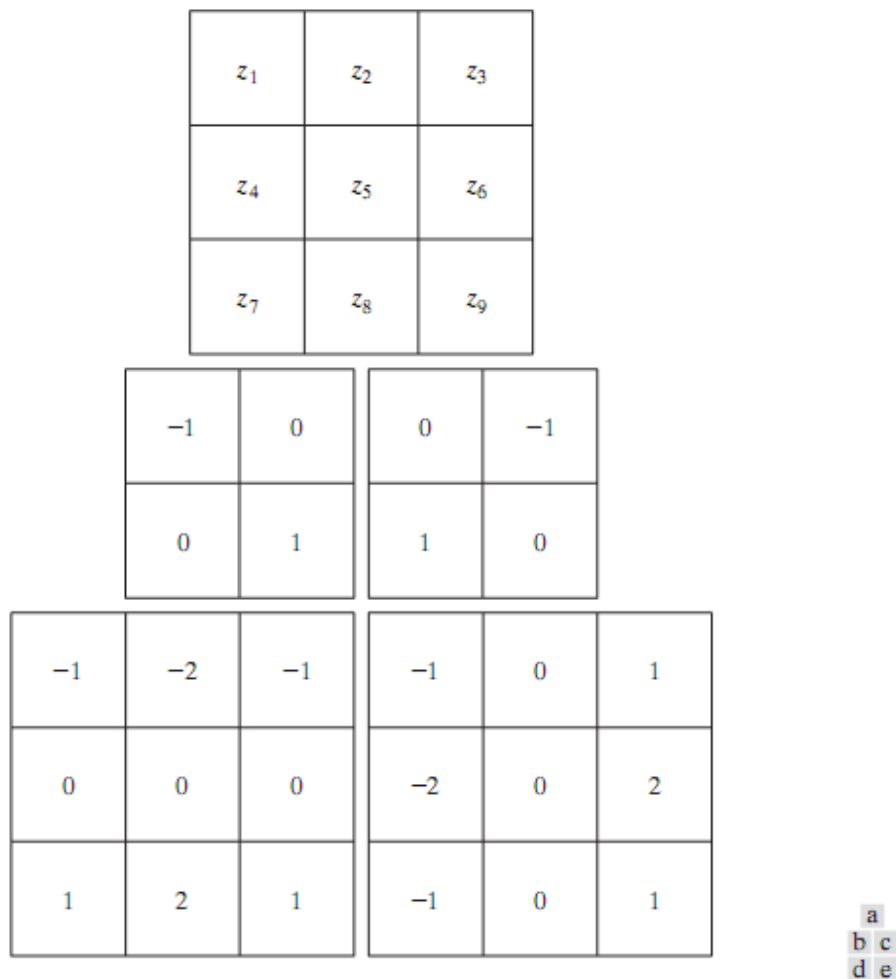 z₁ z₂ z₃
z₄ z₅ z₆
z₇ z₈ z₉
−1 0 0 −1
0 1 1 0
−1 −2 −1 −1 0 1
0 0 0 −2 0 2
1 2 1 −1 0 1
a
b c
d e